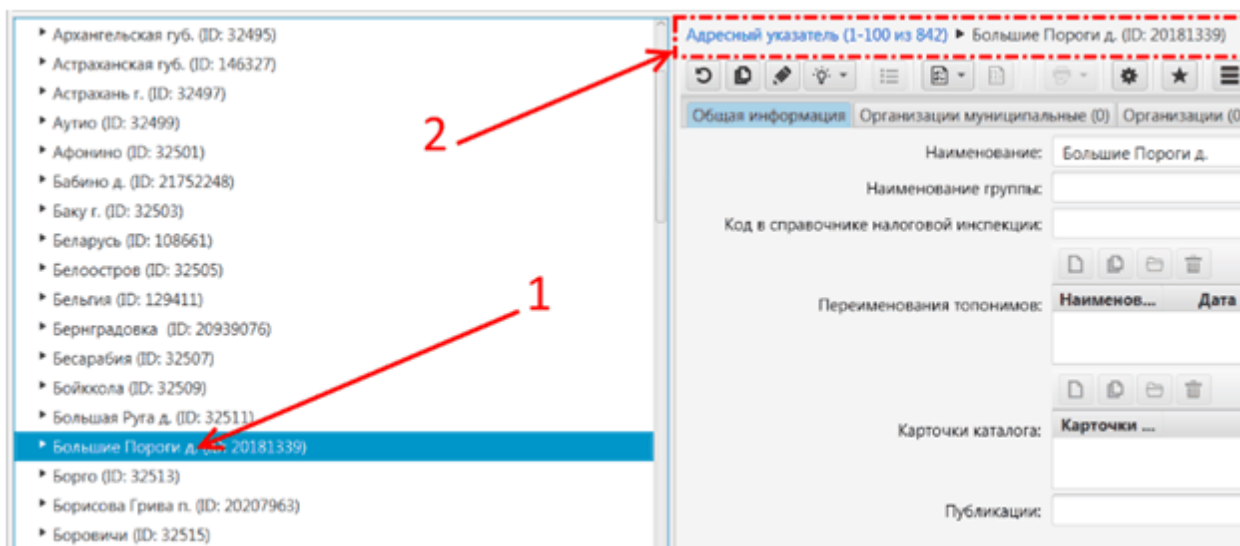 Архангельская губ. (ID: 32495)
Астраханская губ. (ID: 146327)
Астрахань г. (ID: 32497)
Аутио (ID: 32499)
Афонино (ID: 32501)
Бабино д. (ID: 21752248)
Баку г. (ID: 32503)
Беларусь (ID: 108661)
Белоостров (ID: 32505)
Бельгия (ID: 129411)
Бернградовка (ID: 20939076)
Бесарабия (ID: 32507)
Бойккола (ID: 32509)
Большая Руга д. (ID: 32511)
Большие Пороги д. (ID: 20181339)
Борго (ID: 32513)
Борисова Грива п. (ID: 20207963)
Боровичи (ID: 32515)
2
1
Адресный указатель (1-100 из 842) ▶ Большие Пороги д. (ID: 20181339)
Общая информация Организации муниципальные (0) Организации (0
Наименование: Большие Пороги д.
Наименование группы:
Код в справочнике налоговой инспекции:
Переименования топонимов: Наименов... Дата
Карточки каталога: Карточки ...
Публикации: